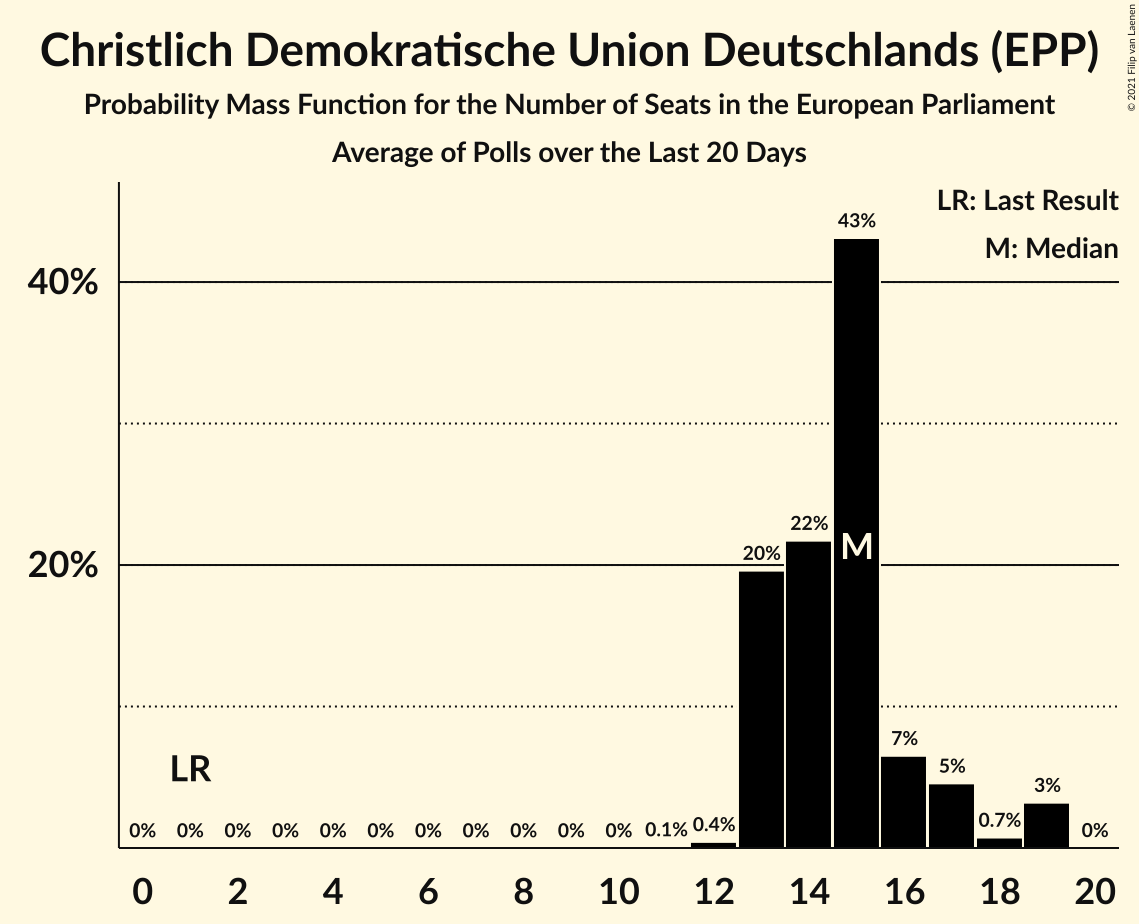 Christlich Demokratische Union Deutschlands (EPP)
Probability Mass Function for the Number of Seats in the European Parliament
Average of Polls over the Last 20 Days
© 2021 Filip van Laenen
LR: Last Result
M: Median
43%
40%
22%
20%
M
20%
7%
5%
3%
LR
0% 0% 0% 0% 0% 0% 0% 0% 0% 0% 0% 0.1% 0.4% 0.7% 0%
0 2 4 6 8 10 12 14 16 18 20